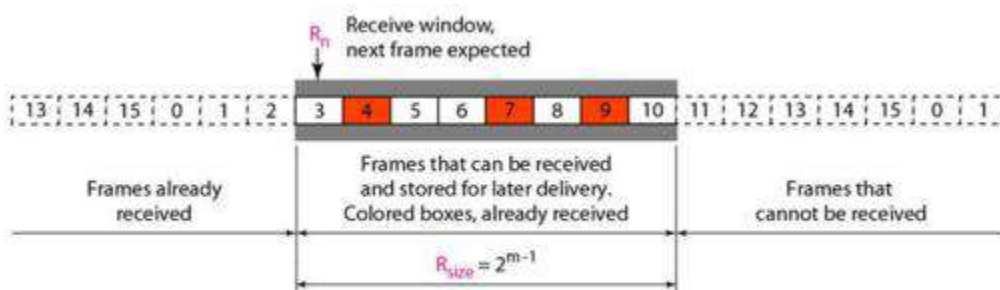 Rn Receive window,
next frame expected
13 14 15 0 1 2 3 4 5 6 7 8 9 10 11 12 13 14 15 0 1
Frames already
received
Frames that can be received
and stored for later delivery.
Colored boxes, already received
Frames that
cannot be received
Rsize = 2^m-1